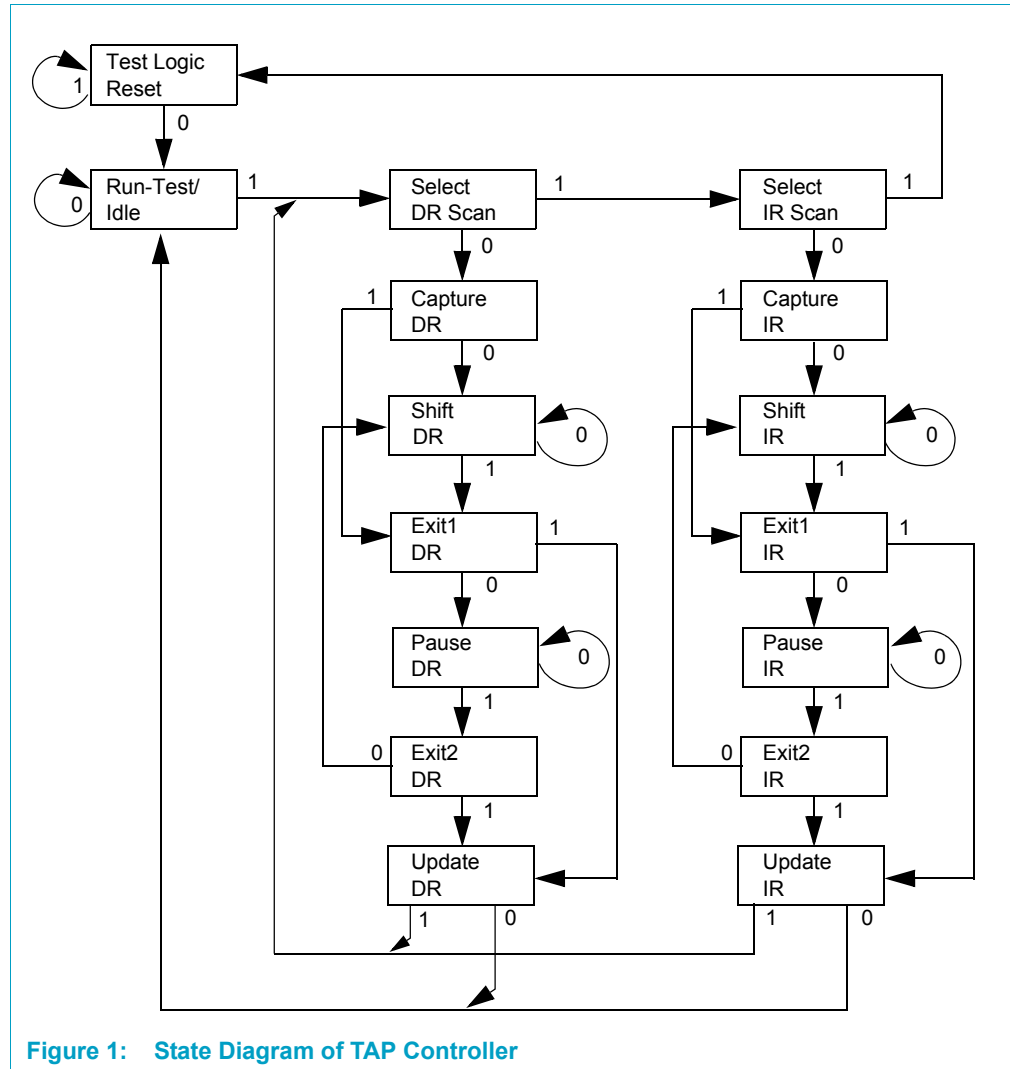 Test Logic
Reset
1
0
Run-Test/
Idle
0
1
Select
DR Scan
1
0
Select
IR Scan
1
0
Capture
DR
1
0
Capture
IR
1
0
Shift
DR
0
1
Shift
IR
0
1
Exit1
DR
1
0
Exit1
IR
1
0
Pause
DR
0
1
Pause
IR
0
1
Exit2
DR
0
1
Exit2
IR
0
1
Update
DR
1
0
Update
IR
1
0
Figure 1: State Diagram of TAP Controller